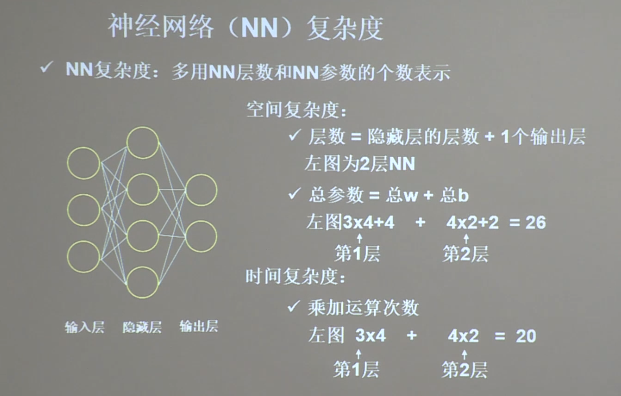 神经网络（NN）复杂度
✓ NN复杂度：多用NN层数和NN参数的个数表示
空间复杂度：
✓ 层数 = 隐藏层的层数 + 1个输出层
左图为2层NN
✓ 总参数 = 总w + 总b
左图3x4+4 + 4x2+2 = 26
第1层 第2层
时间复杂度：
✓ 乘加运算次数
左图 3x4 + 4x2 = 20
第1层 第2层
输入层 隐藏层 输出层